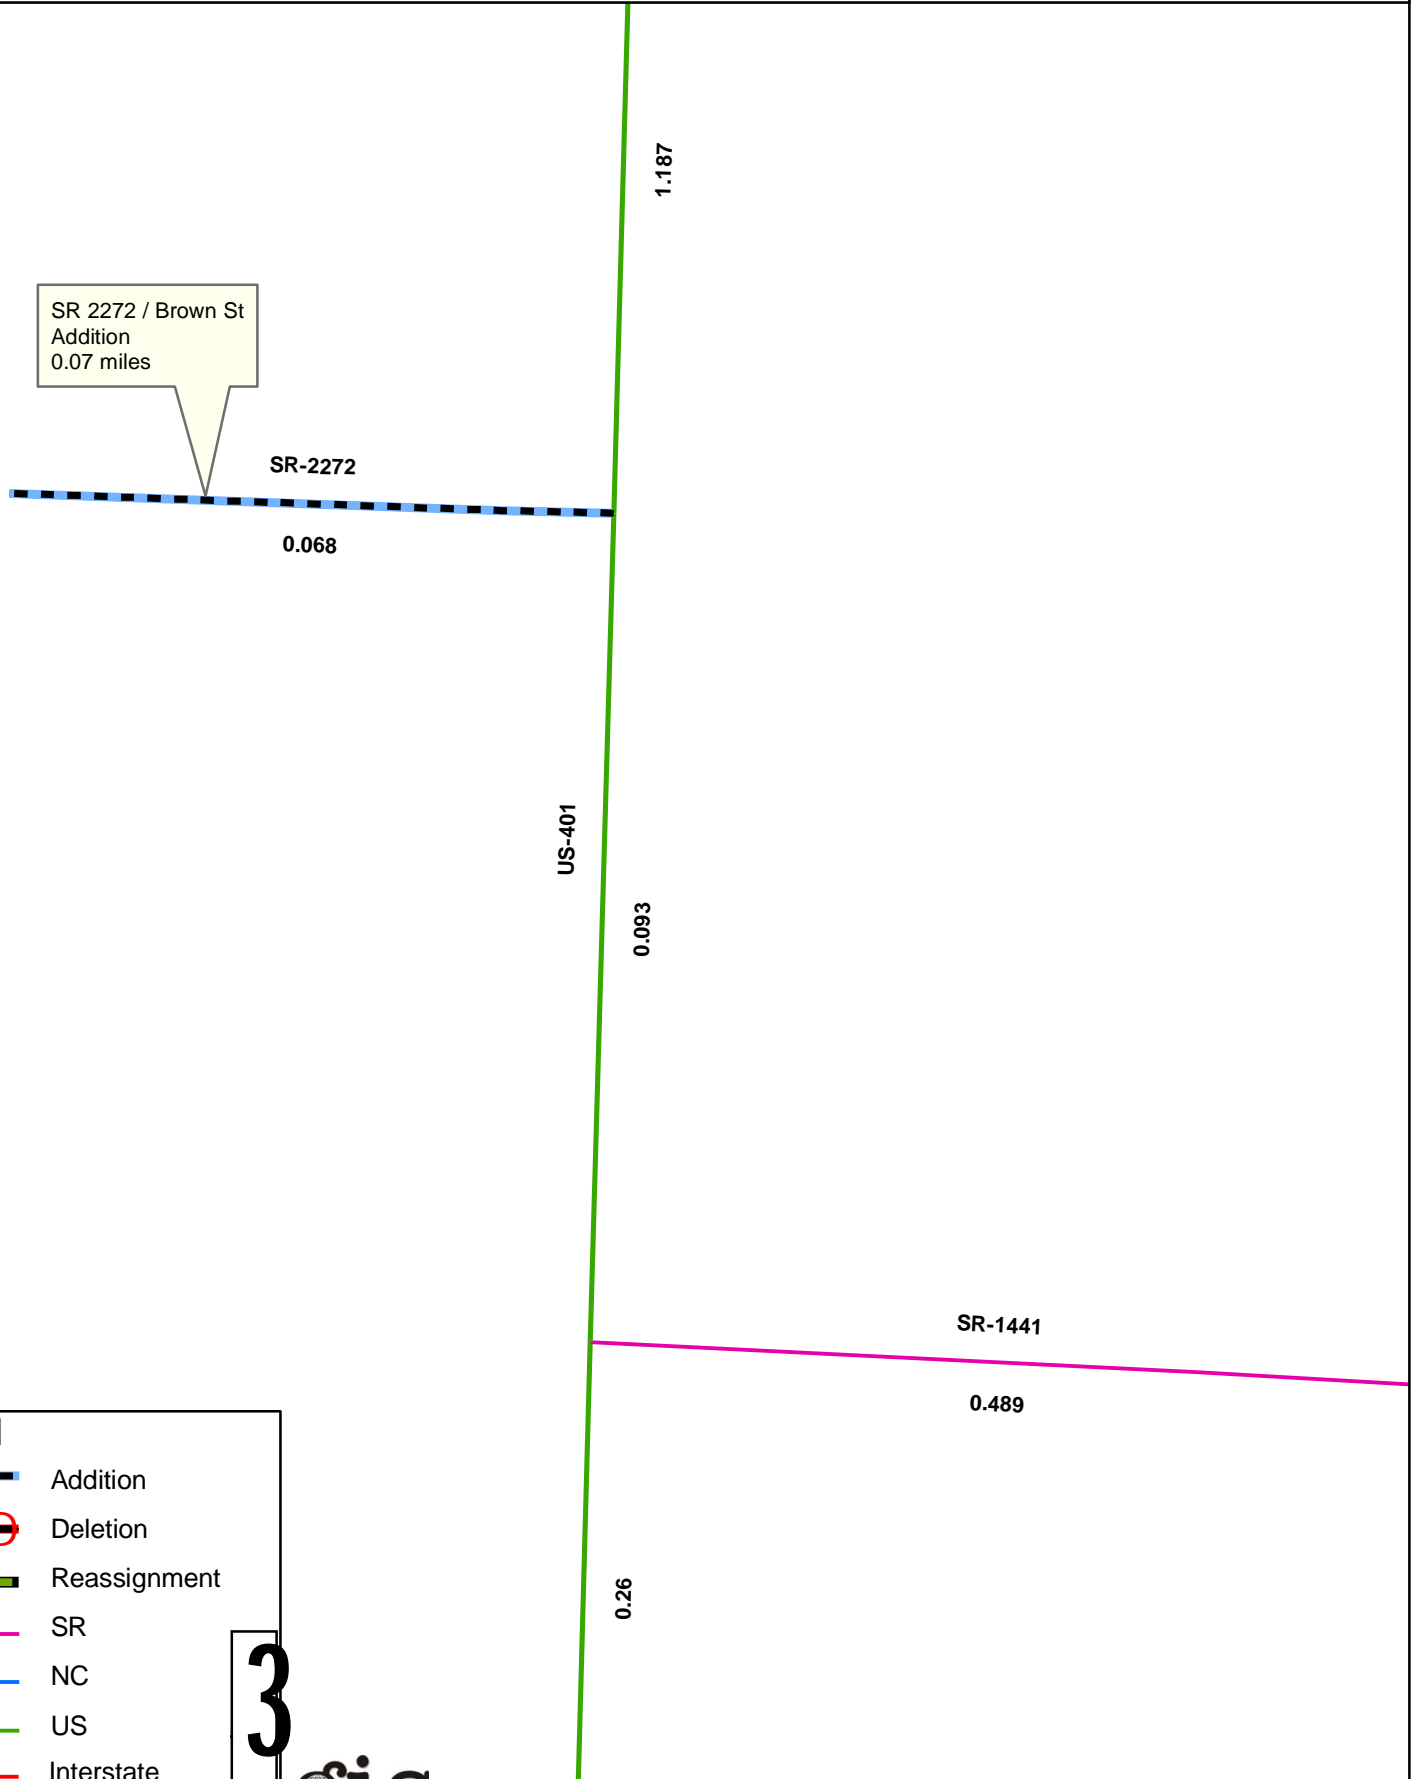 1.187
SR 2272 / Brown St
Addition
0.07 miles
SR-2272
0.068
US-401
0.093
SR-1441
0.489
0.26
Addition
Deletion
Reassignment
SR
NC
US
Interstate
3